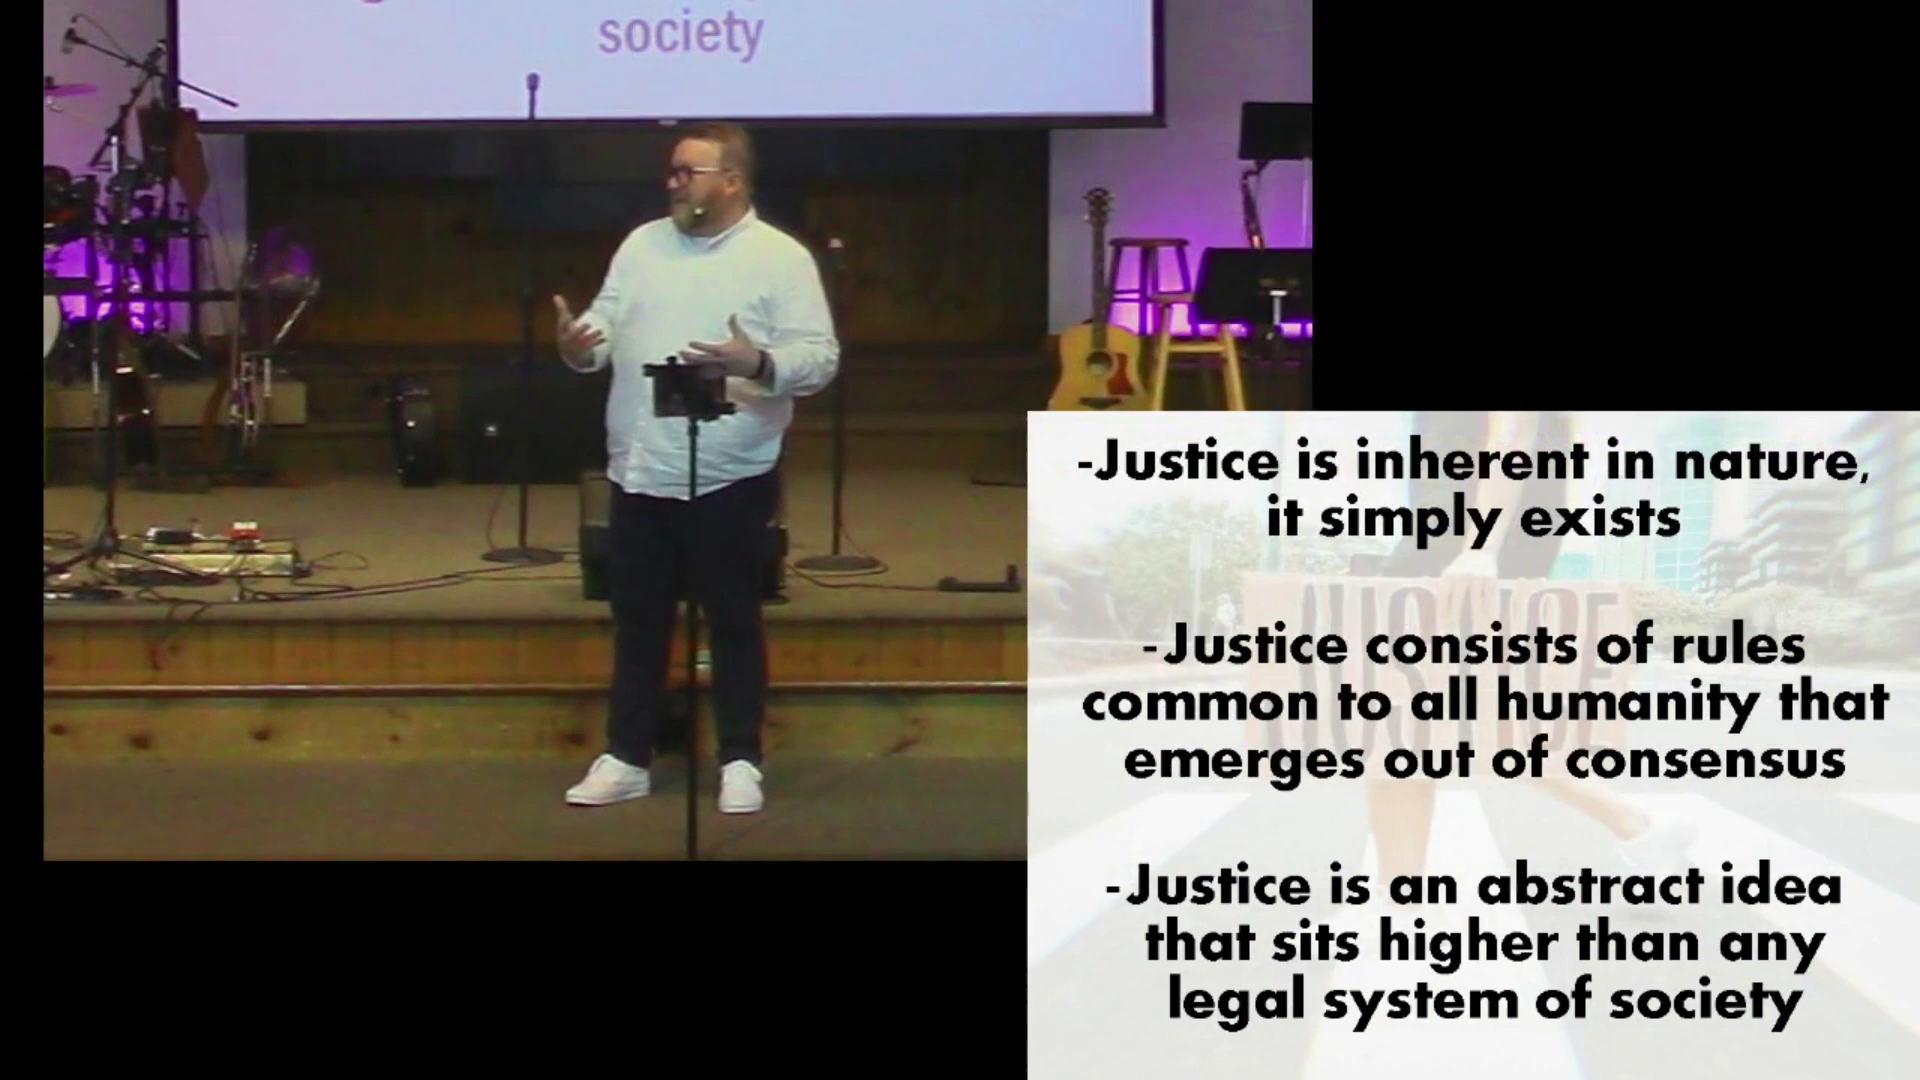 society
-Justice is inherent in nature,
it simply exists
-Justice consists of rules
common to all humanity that
emerges out of consensus
-Justice is an abstract idea
that sits higher than any
legal system of society
JUSTICE